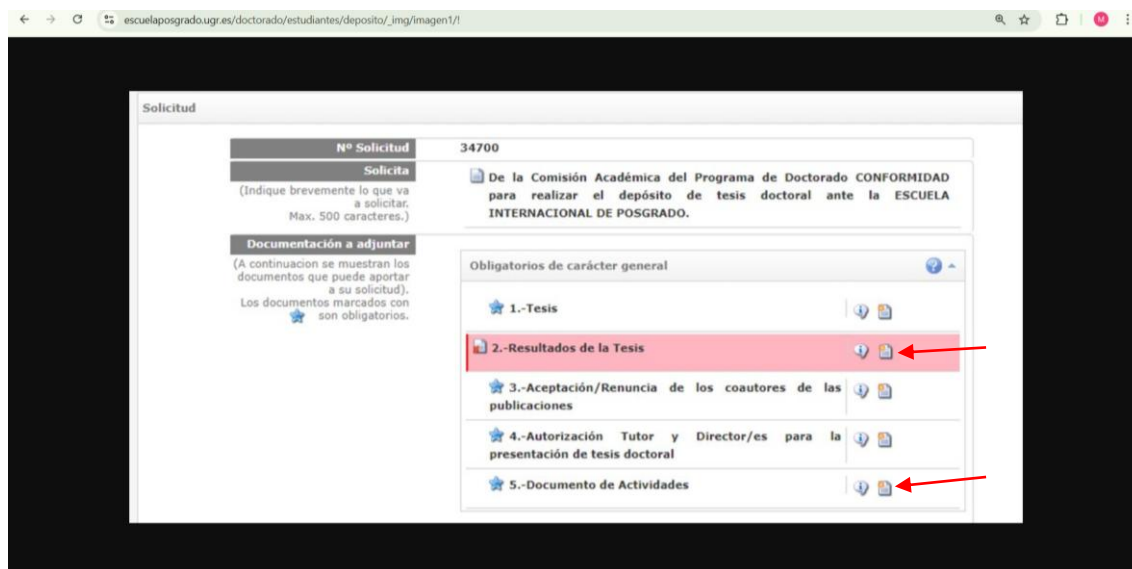 escuelaposgrado.ugr.es/doctorado/estudiantes/deposito/_img/imagen1/!
M
Solicitud
Nº Solicitud
34700
Solicita
(Indique brevemente lo que va
a solicitar.
Max. 500 caracteres.)
De la Comisión Académica del Programa de Doctorado CONFORMIDAD
para realizar el depósito de tesis doctoral ante la ESCUELA
INTERNACIONAL DE POSGRADO.
Documentación a adjuntar
(A continuacion se muestran los
documentos que puede aportar
a su solicitud).
Los documentos marcados con
son obligatorios.
Obligatorios de carácter general
1.-Tesis
2.-Resultados de la Tesis
3.-Aceptación/Renuncia de los coautores de las
publicaciones
4.-Autorización Tutor y Director/es para la
presentación de tesis doctoral
5.-Documento de Actividades